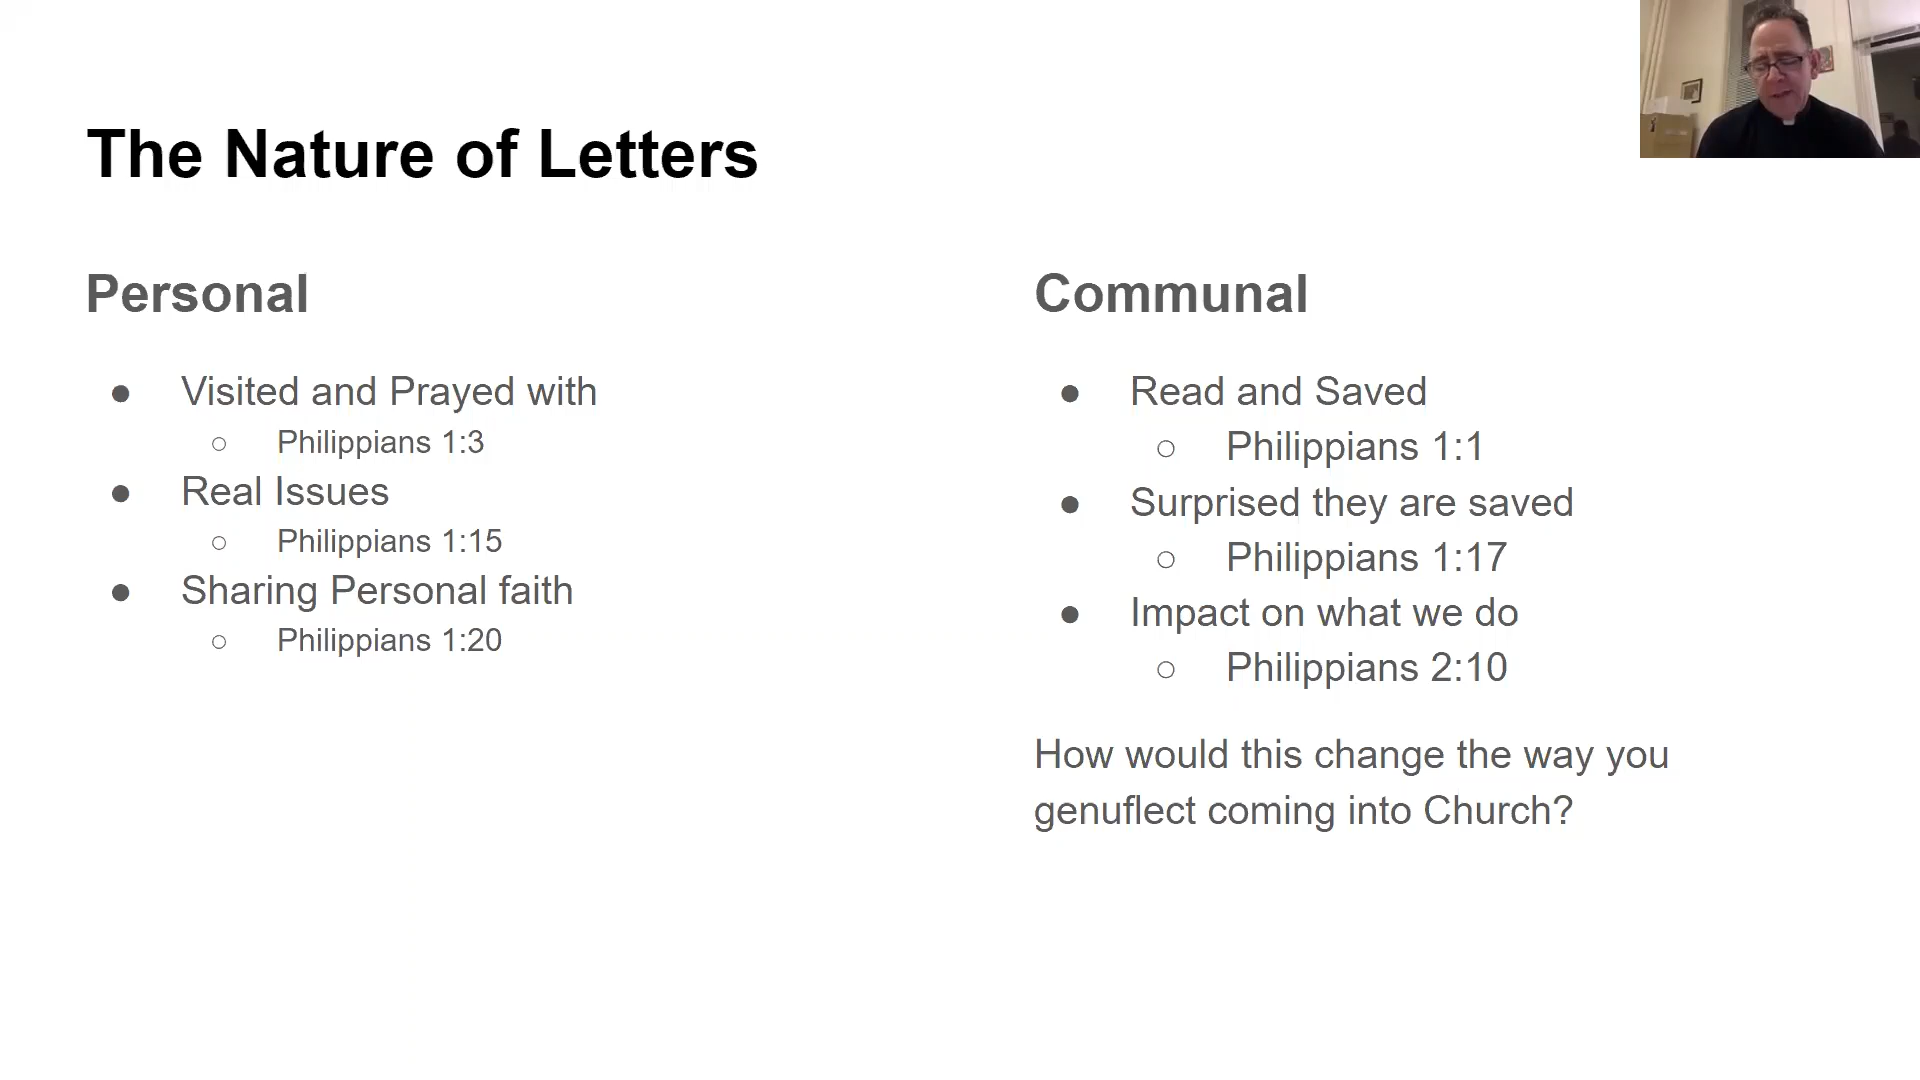 The Nature of Letters
Personal
● Visited and Prayed with
○ Philippians 1:3
● Real Issues
○ Philippians 1:15
● Sharing Personal faith
○ Philippians 1:20
Communal
● Read and Saved
○ Philippians 1:1
● Surprised they are saved
○ Philippians 1:17
● Impact on what we do
○ Philippians 2:10
How would this change the way you
genuflect coming into Church?